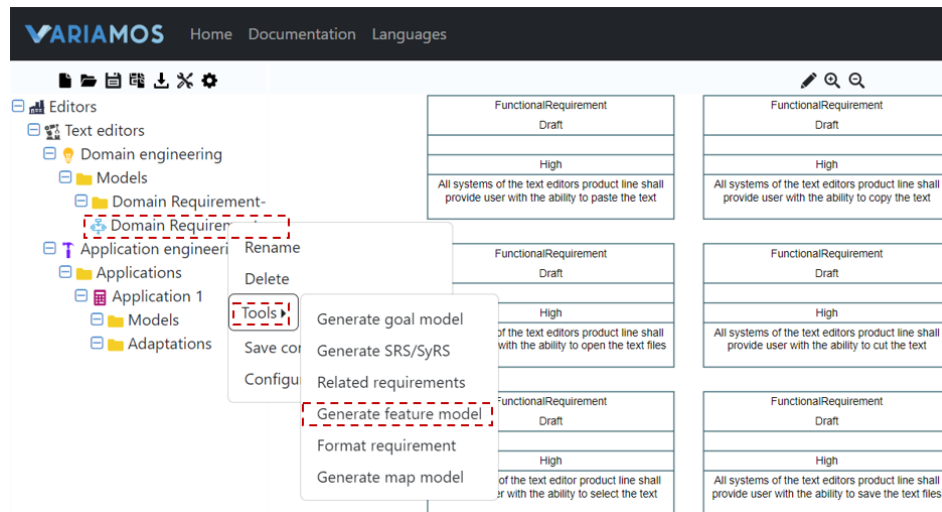 VARIAMOS Home Documentation Languages
Editors
Text editors
Domain engineering
Models
Domain Requirement-
Domain Requirement
Application engineeri
Applications
Application 1
Models
Adaptations
Rename
Delete
Tools
Save co
Configu
Generate goal model
Generate SRS/SyRS
Related requirements
Generate feature model
Format requirement
Generate map model
FunctionalRequirement
Draft
High
All systems of the text editors product line shall
provide user with the ability to paste the text
FunctionalRequirement
Draft
High
All systems of the text editors product line shall
provide user with the ability to copy the text
FunctionalRequirement
Draft
High
of the text editors product line shall
with the ability to open the text files
FunctionalRequirement
Draft
High
All systems of the text editors product line shall
provide user with the ability to cut the text
FunctionalRequirement
Draft
High
of the text editor product line shall
er with the ability to select the text
FunctionalRequirement
Draft
High
All systems of the text editors product line shall
provide user with the ability to save the text files